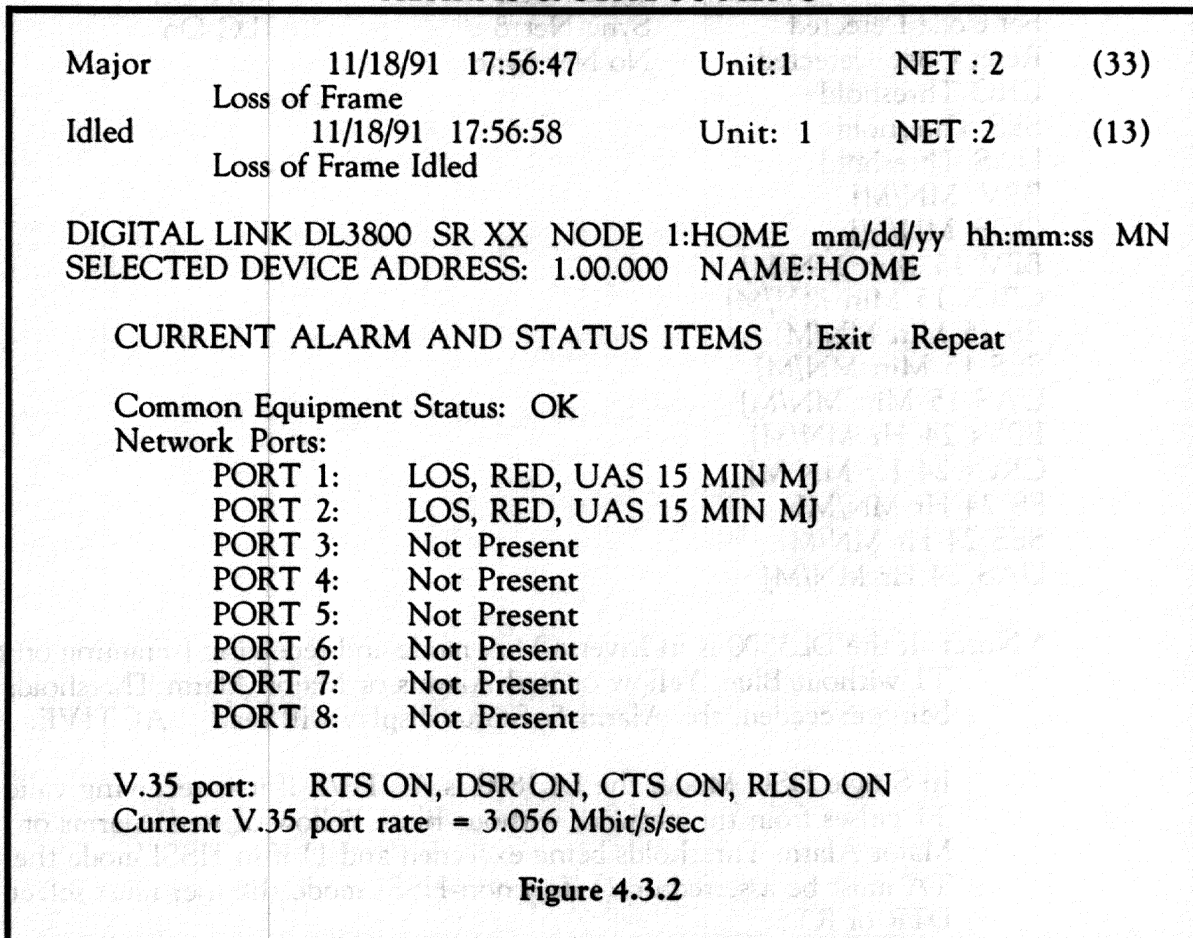 Major 11/18/91 17:56:47 Unit:1 NET : 2 (33)
Loss of Frame
Idled 11/18/91 17:56:58 Unit: 1 NET :2 (13)
Loss of Frame Idled
DIGITAL LINK DL3800 SR XX NODE 1:HOME mm/dd/yy hh:mm:ss MN
SELECTED DEVICE ADDRESS: 1.00.000 NAME:HOME
CURRENT ALARM AND STATUS ITEMS Exit Repeat
Common Equipment Status: OK
Network Ports:
PORT 1: LOS, RED, UAS 15 MIN MJ
PORT 2: LOS, RED, UAS 15 MIN MJ
PORT 3: Not Present
PORT 4: Not Present
PORT 5: Not Present
PORT 6: Not Present
PORT 7: Not Present
PORT 8: Not Present
V.35 port: RTS ON, DSR ON, CTS ON, RLSD ON
Current V.35 port rate = 3.056 Mbit/s/sec
Figure 4.3.2